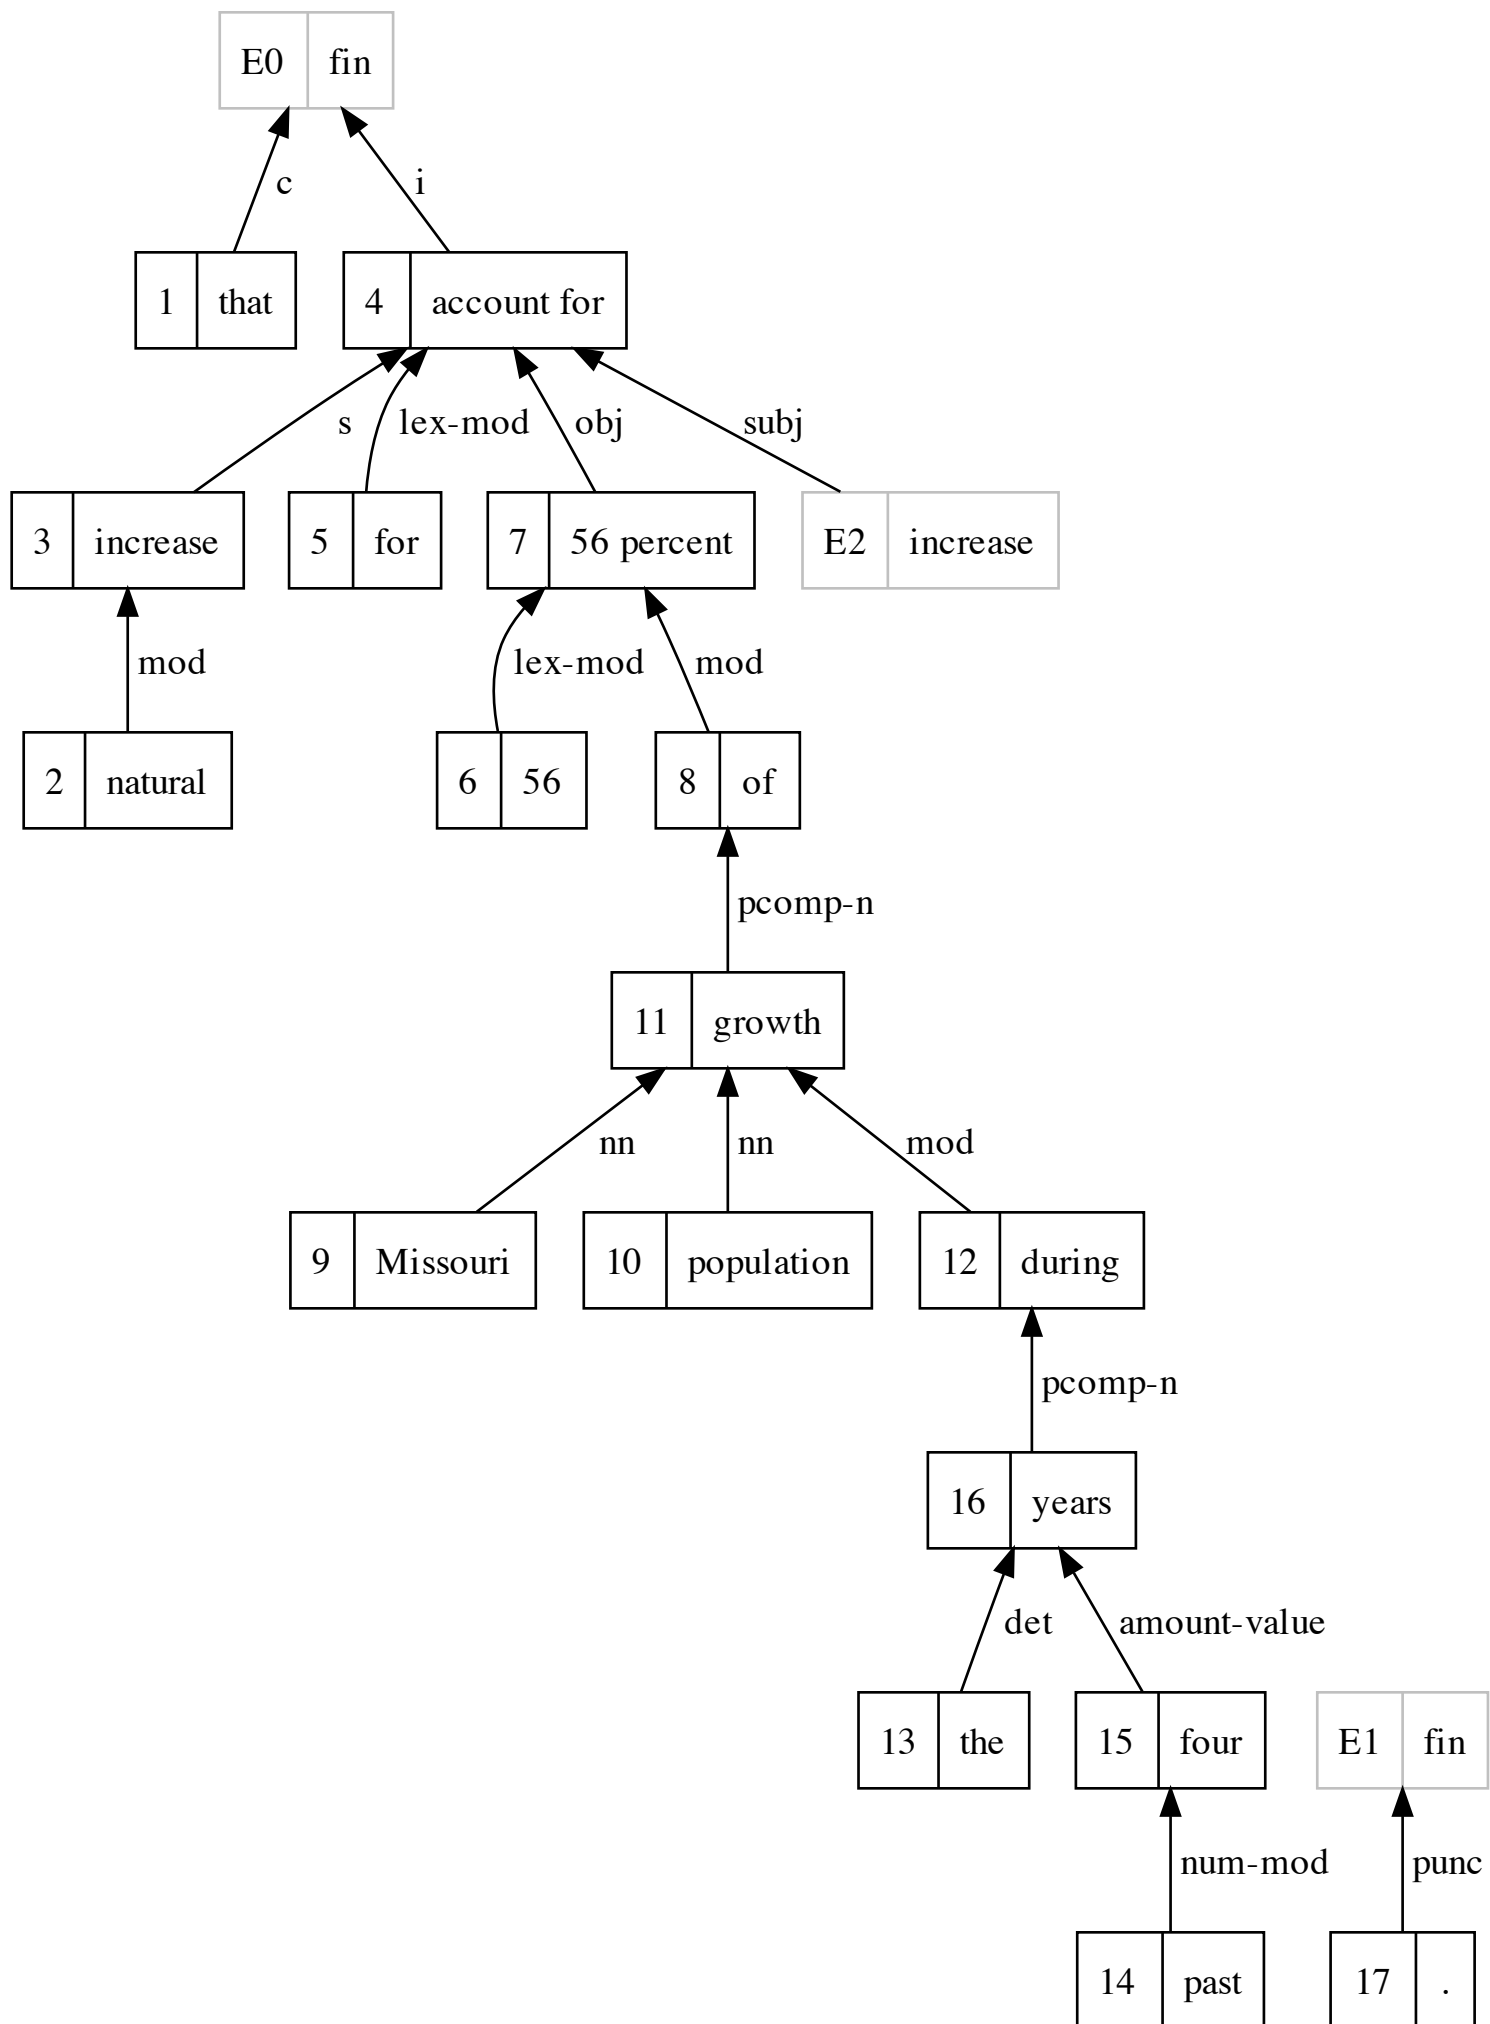 E0 fin
c i
1 that 4 account for
s lex-mod obj subj
3 increase 5 for 7 56 percent E2 increase
mod lex-mod mod
2 natural 6 56 8 of
pcomp-n
11 growth
nn nn mod
9 Missouri 10 population 12 during
pcomp-n
16 years
det amount-value
13 the 15 four E1 fin
num-mod punc
14 past 17 .